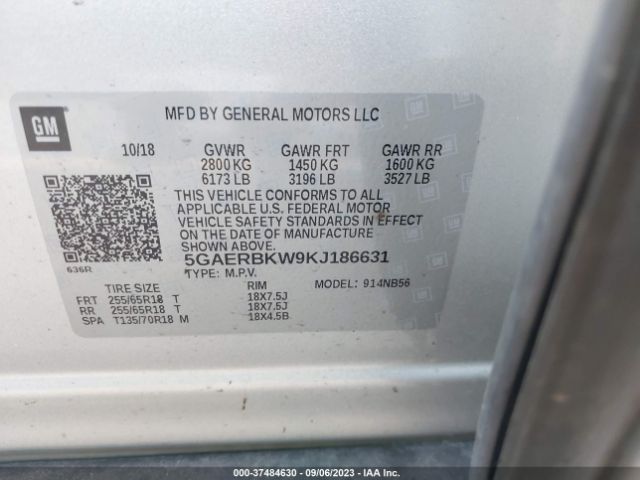 GM
MFD BY GENERAL MOTORS LLC
10/18 GVWR GAWR FRT GAWR RR
2800 KG 1450 KG 1600 KG
6173 LB 3196 LB 3527 LB
THIS VEHICLE CONFORMS TO ALL
APPLICABLE U.S. FEDERAL MOTOR
VEHICLE SAFETY STANDARDS IN EFFECT
ON THE DATE OF MANUFACTURE
SHOWN ABOVE.
636R
5GAERBKW9KJ186631
TYPE: M.P.V.
TIRE SIZE RIM MODEL: 914NB56
FRT 255/65R18 T 18X7.5J
RR 255/65R18 T 18X7.5J
SPA T135/70R18 M 18X4.5B
000-37484630 - 09/06/2023 - IAA Inc.